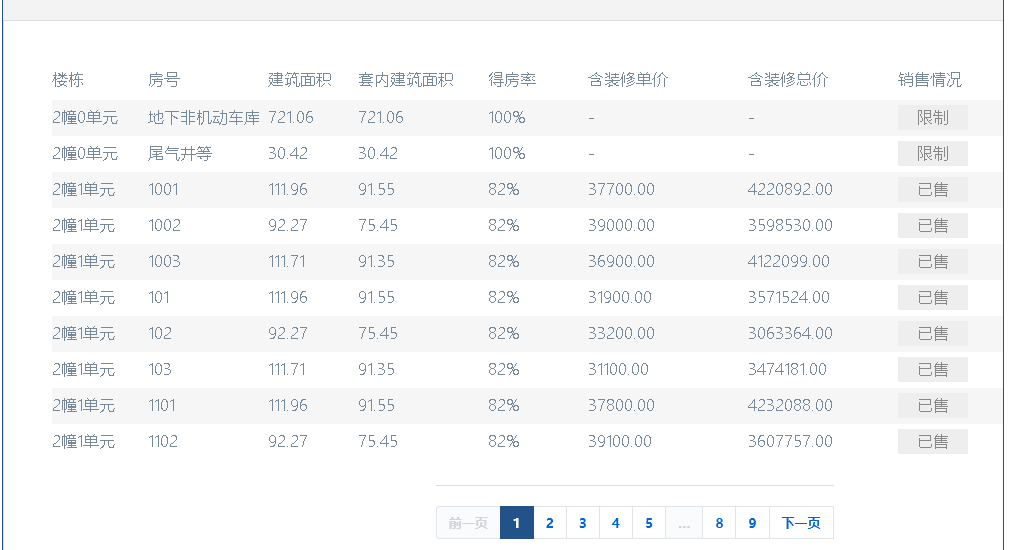 楼栋 房号 建筑面积 套内建筑面积 得房率 含装修单价 含装修总价 销售情况
2幢0单元 地下非机动车库 721.06 721.06 100% - - 限制
2幢0单元 尾气井等 30.42 30.42 100% - - 限制
2幢1单元 1001 111.96 91.55 82% 37700.00 4220892.00 已售
2幢1单元 1002 92.27 75.45 82% 39000.00 3598530.00 已售
2幢1单元 1003 111.71 91.35 82% 36900.00 4122099.00 已售
2幢1单元 101 111.96 91.55 82% 31900.00 3571524.00 已售
2幢1单元 102 92.27 75.45 82% 33200.00 3063364.00 已售
2幢1单元 103 111.71 91.35 82% 31100.00 3474181.00 已售
2幢1单元 1101 111.96 91.55 82% 37800.00 4232088.00 已售
2幢1单元 1102 92.27 75.45 82% 39100.00 3607757.00 已售
前一页 1 2 3 4 5 ... 8 9 下一页